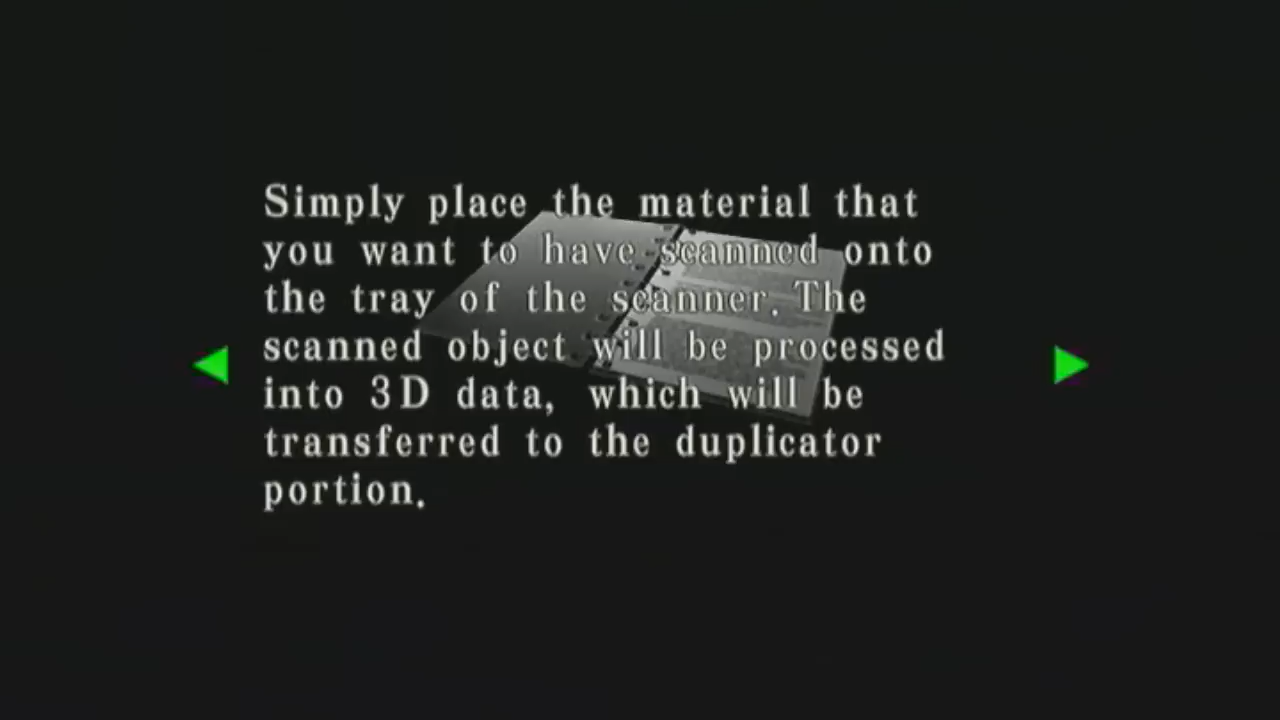 Simply place the material that
you want to have scanned onto
the tray of the scanner. The
scanned object will be processed
into 3D data, which will be
transferred to the duplicator
portion.